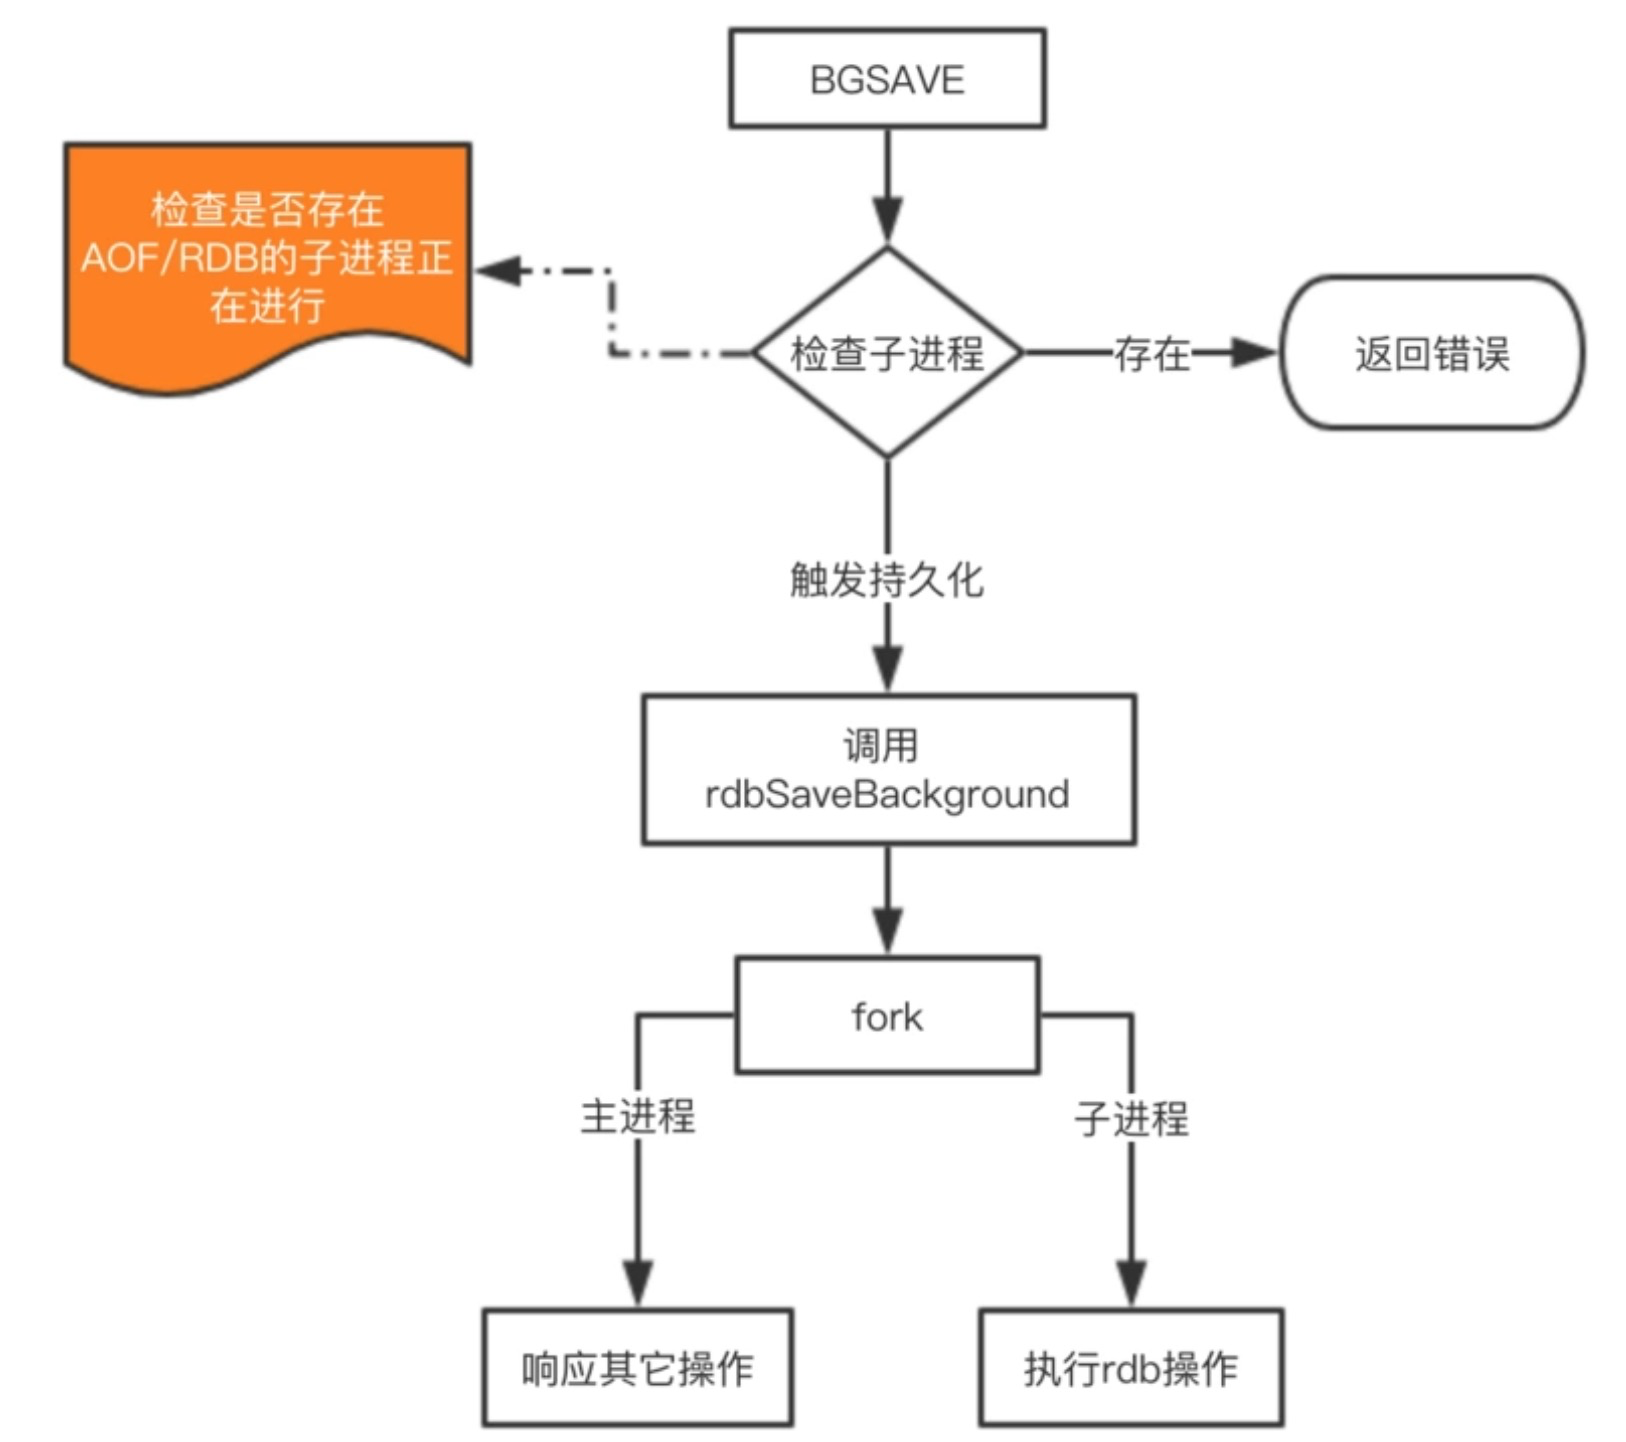 BGSAVE
检查是否存在
AOF/RDB的子进程正
在进行
检查子进程
存在
返回错误
触发持久化
调用
rdbSaveBackground
fork
主进程
子进程
响应其它操作
执行rdb操作